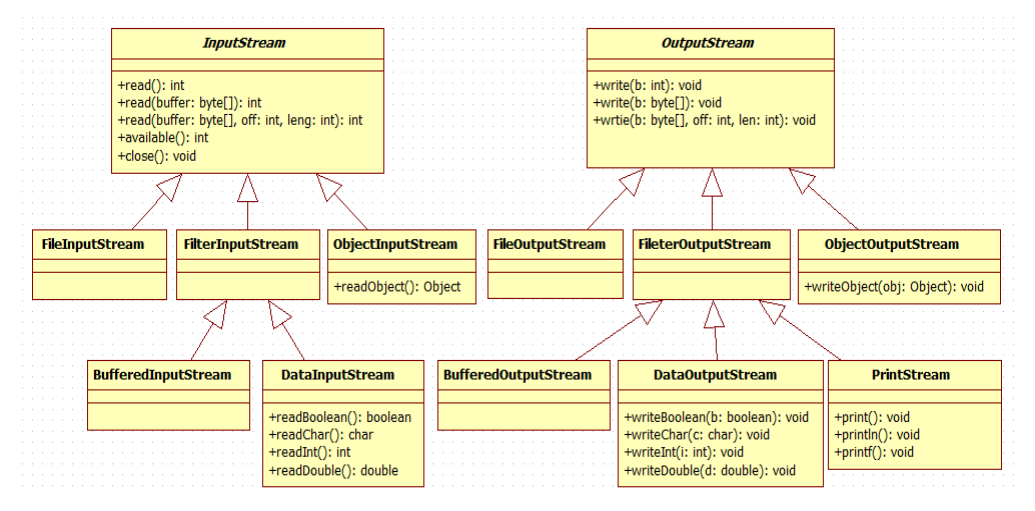 InputStream
+read(): int
+read(buffer: byte[]): int
+read(buffer: byte[], off: int, leng: int): int
+available(): int
+close(): void
OutputStream
+write(b: int): void
+write(b: byte[]): void
+wrtie(b: byte[], off: int, len: int): void
FileInputStream
FilterInputStream
ObjectInputStream
+readObject(): Object
FileOutputStream
FileterOutputStream
ObjectOutputStream
+writeObject(obj: Object): void
BufferedInputStream
DataInputStream
+readBoolean(): boolean
+readChar(): char
+readInt(): int
+readDouble(): double
BufferedOutputStream
DataOutputStream
+writeBoolean(b: boolean): void
+writeChar(c: char): void
+writeInt(i: int): void
+writeDouble(d: double): void
PrintStream
+print(): void
+println(): void
+printf(): void